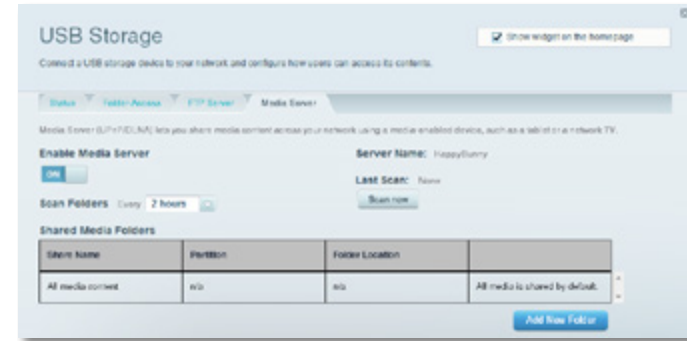 USB Storage
Show widget on the homepage
Connect a USB storage device to your network and configure how users can access its contents.
Status Folder Access FTP Server Media Server
Media Server (UPnP/DLNA) lets you share media content across your network using a media-enabled device, such as a tablet or a network TV.
Enable Media Server Server Name: HappyBunny
ON Last Scan: None
Scan Folders Every 2 hours Scan now
Shared Media Folders
Share Name Partition Folder Location
All media content n/a n/a All media is shared by default.
Add New Folder